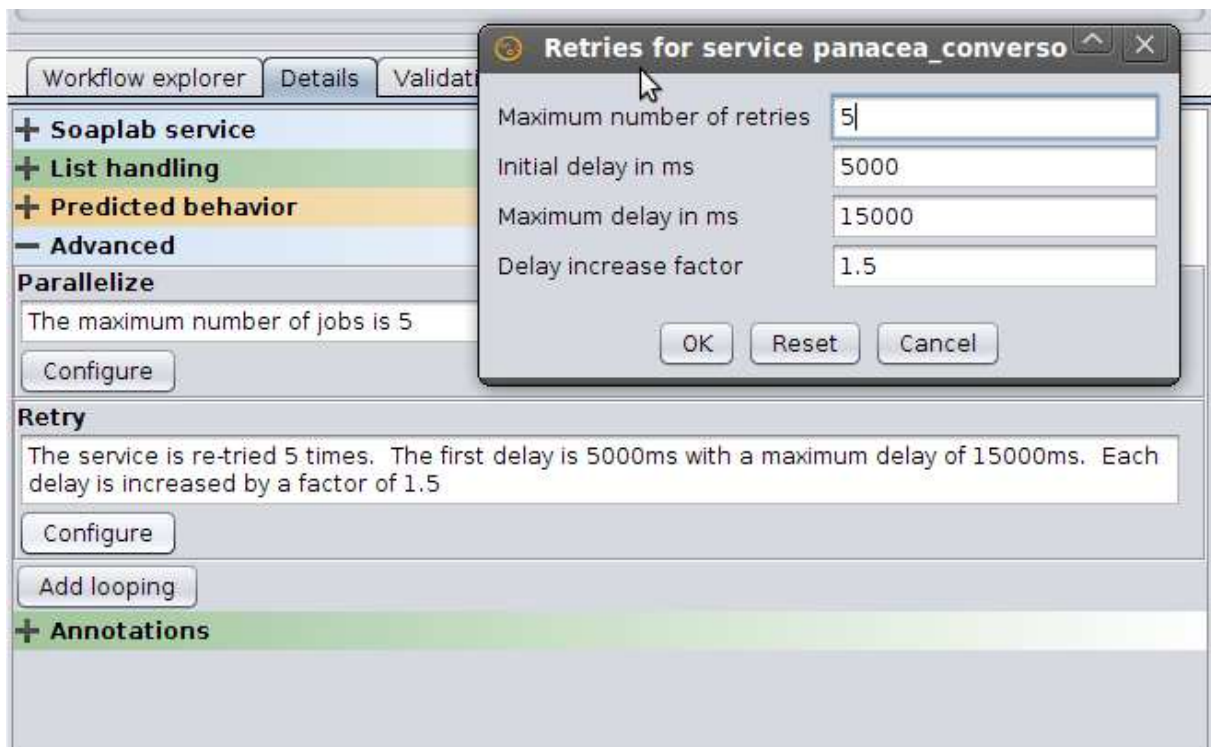 Retries for service panacea_converso
Workflow explorer
Details
Validati
Maximum number of retries 5
Initial delay in ms 5000
Maximum delay in ms 15000
Delay increase factor 1.5
OK
Reset
Cancel
Soaplab service
List handling
Predicted behavior
Advanced
Parallelize
The maximum number of jobs is 5
Configure
Retry
The service is re-tried 5 times. The first delay is 5000ms with a maximum delay of 15000ms. Each
delay is increased by a factor of 1.5
Configure
Add looping
Annotations